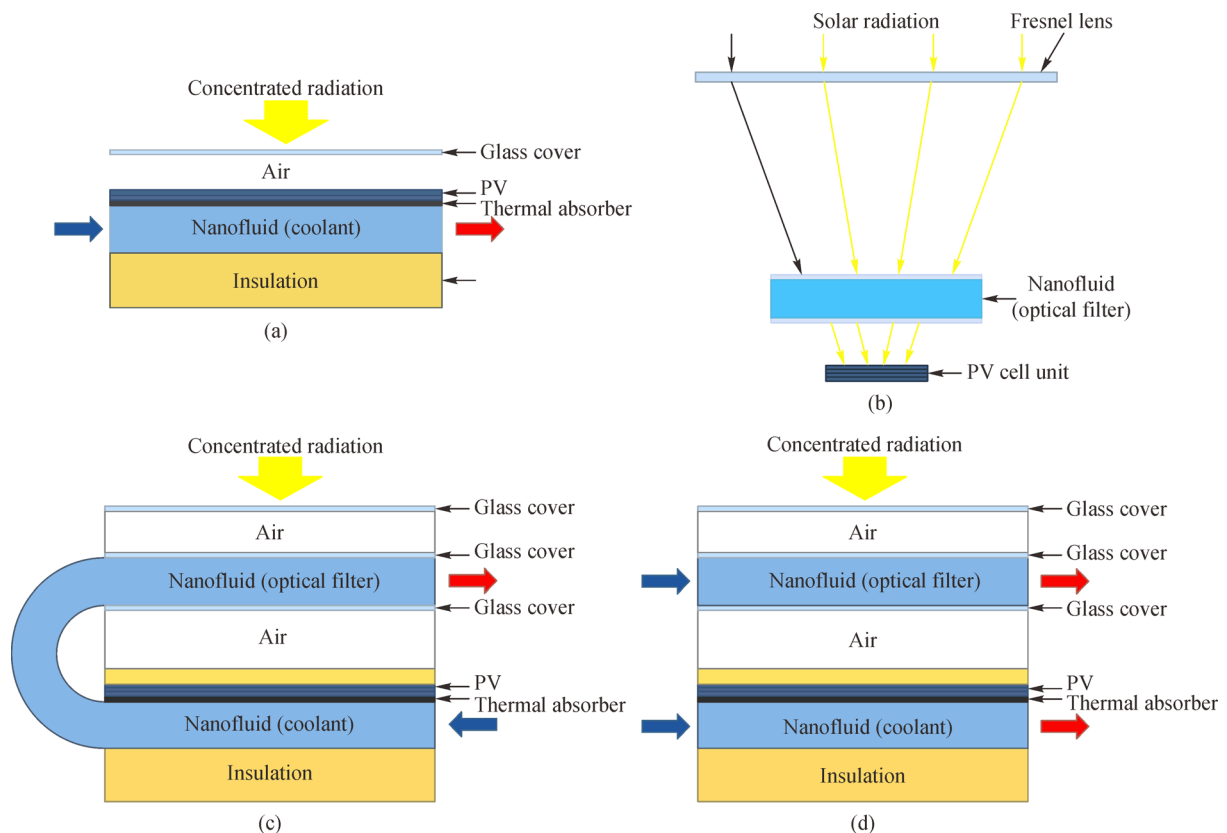 Concentrated radiation
Glass cover
Air
PV
Thermal absorber
Nanofluid (coolant)
Insulation
(a)
Solar radiation
Fresnel lens
Nanofluid
(optical filter)
PV cell unit
(b)
Concentrated radiation
Glass cover
Air
Glass cover
Nanofluid (optical filter)
Glass cover
Air
PV
Thermal absorber
Nanofluid (coolant)
Insulation
(c)
Concentrated radiation
Glass cover
Air
Glass cover
Nanofluid (optical filter)
Glass cover
Air
PV
Thermal absorber
Nanofluid (coolant)
Insulation
(d)